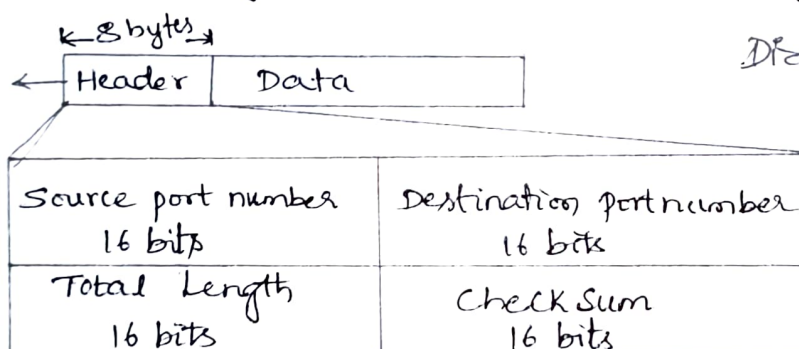 8 bytes
Header Data
Source port number Destination port number
16 bits 16 bits
Total Length Check Sum
16 bits 16 bits